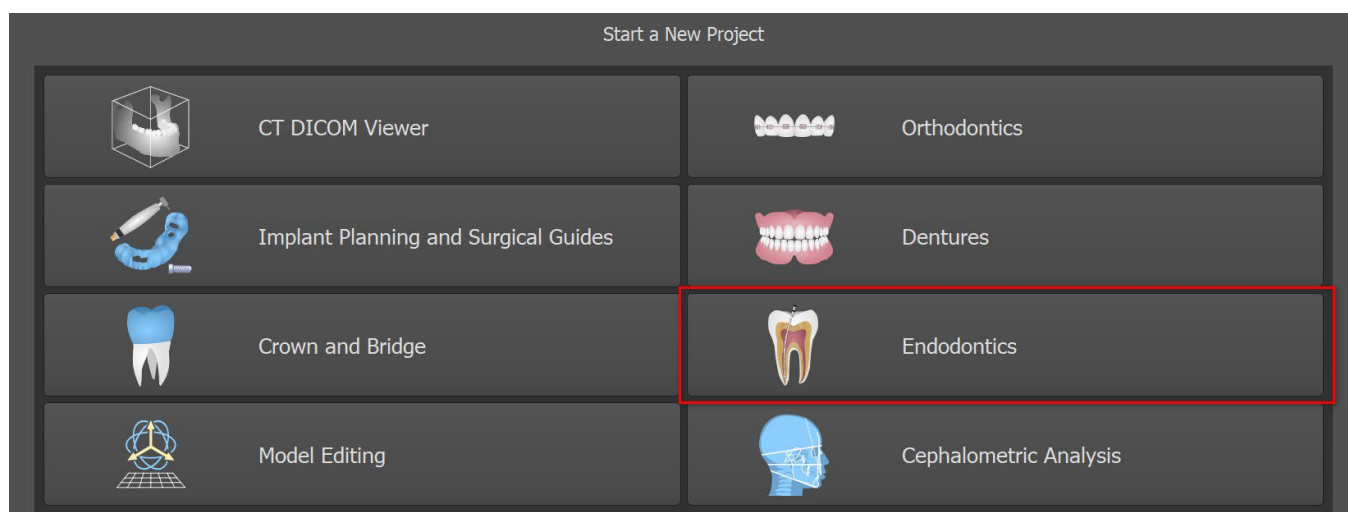 Start a New Project
CT DICOM Viewer
Orthodontics
Implant Planning and Surgical Guides
Dentures
Crown and Bridge
Endodontics
Model Editing
Cephalometric Analysis